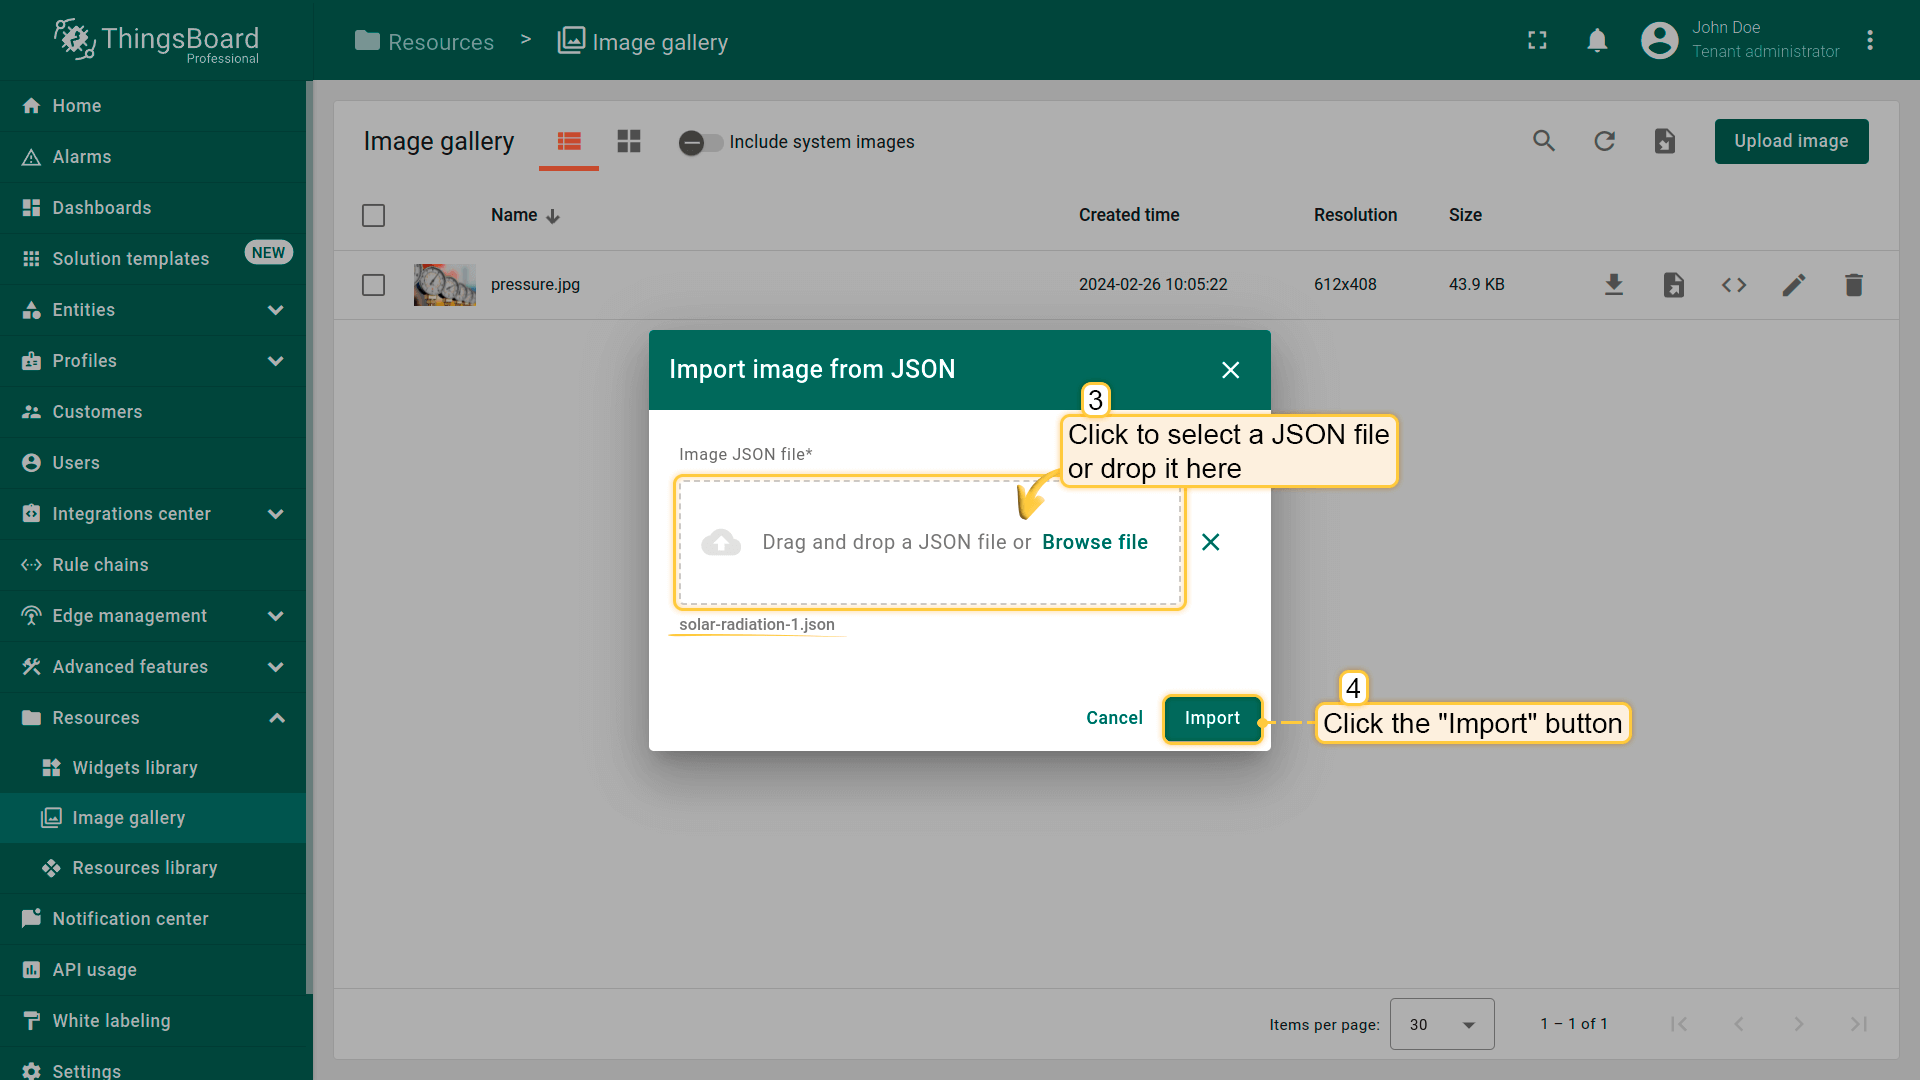 ThingsBoard
Professional
Resources > Image gallery
John Doe
Tenant administrator
Home
Alarms
Dashboards
Solution templates NEW
Entities
Profiles
Customers
Users
Integrations center
Rule chains
Edge management
Advanced features
Resources
Widgets library
Image gallery
Resources library
Notification center
API usage
White labeling
Settings
Image gallery
Include system images
Upload image
Name Created time Resolution Size
pressure.jpg 2024-02-26 10:05:22 612x408 43.9 KB
Import image from JSON
3
Click to select a JSON file
or drop it here
Image JSON file*
Drag and drop a JSON file or Browse file
solar-radiation-1.json
Cancel Import
4
Click the "Import" button
Items per page: 30 1 – 1 of 1